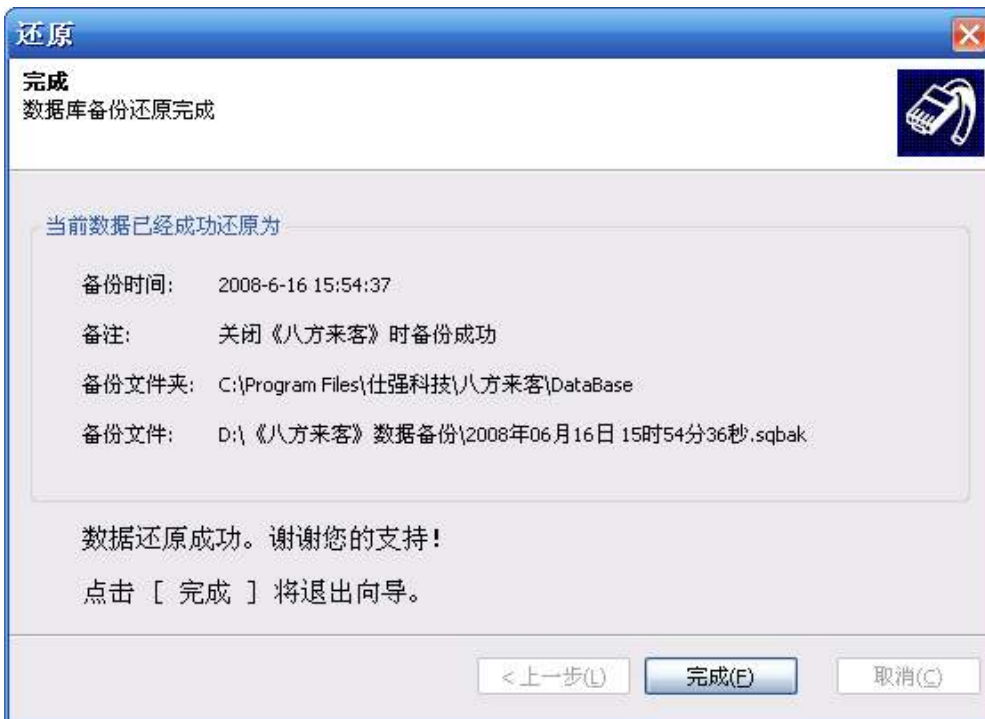 还原
完成
数据库备份还原完成
当前数据已经成功还原为
备份时间: 2008-6-16 15:54:37
备注: 关闭《八方来客》时备份成功
备份文件夹: C:\Program Files\仕强科技\八方来客\DataBase
备份文件: D:\《八方来客》数据备份\2008年06月16日 15时54分36秒.sqbak
数据还原成功。谢谢您的支持!
点击 [ 完成 ] 将退出向导。
<上一步(L) 完成(F) 取消(C)